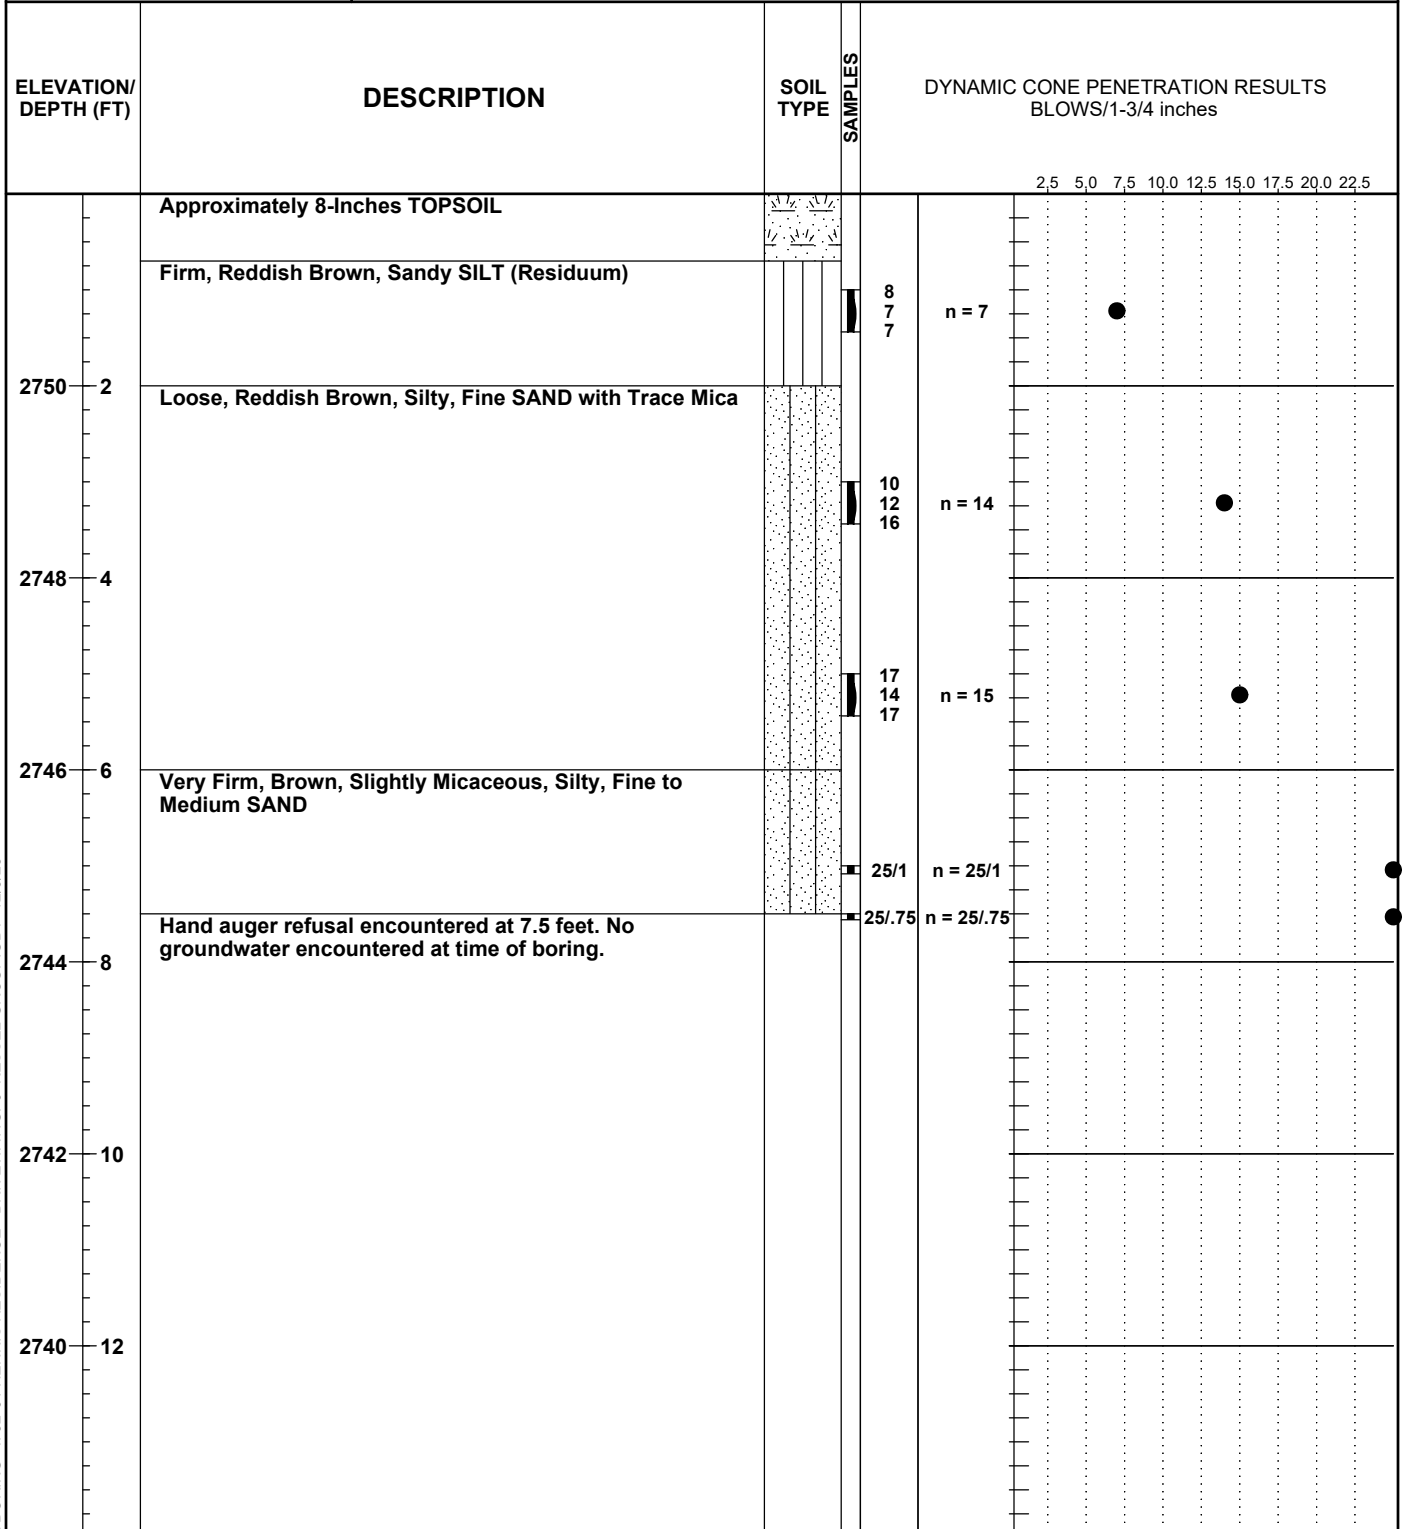 ELEVATION/
DEPTH (FT)
DESCRIPTION
SOIL
TYPE
SAMPLES
DYNAMIC CONE PENETRATION RESULTS
BLOWS/1-3/4 inches
2.5 5.0 7.5 10.0 12.5 15.0 17.5 20.0 22.5
Approximately 8-Inches TOPSOIL
Firm, Reddish Brown, Sandy SILT (Residuum)
8
7 n = 7
7
2750 2
Loose, Reddish Brown, Silty, Fine SAND with Trace Mica
10
12 n = 14
16
2748 4
17
14 n = 15
17
2746 6
Very Firm, Brown, Slightly Micaceous, Silty, Fine to
Medium SAND
25/1 n = 25/1
25/.75 n = 25/.75
Hand auger refusal encountered at 7.5 feet. No
groundwater encountered at time of boring.
2744 8
2742 10
2740 12